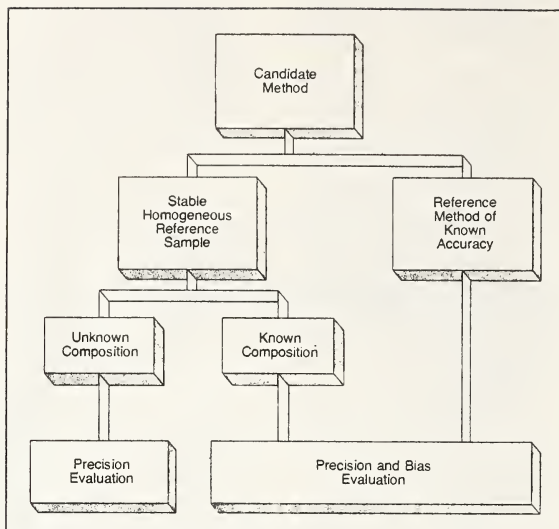 Candidate
Method
Stable
Homogeneous
Reference
Sample
Reference
Method of
Known
Accuracy
Unknown
Composition
Known
Composition
Precision
Evaluation
Precision and Bias
Evaluation